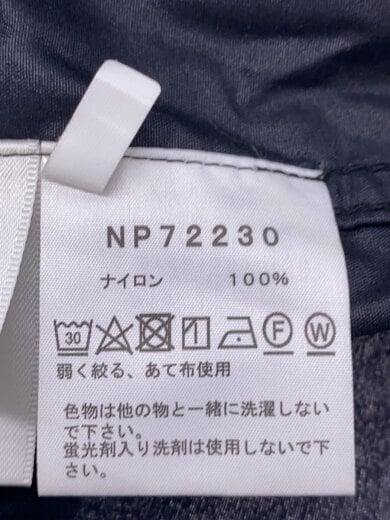 NP72230
ナイロン 100%
30 F W
弱く絞る、あて布使用
色物は他の物と一緒に洗濯しない
で下さい。
蛍光剤入り洗剤は使用しないで下
さい。